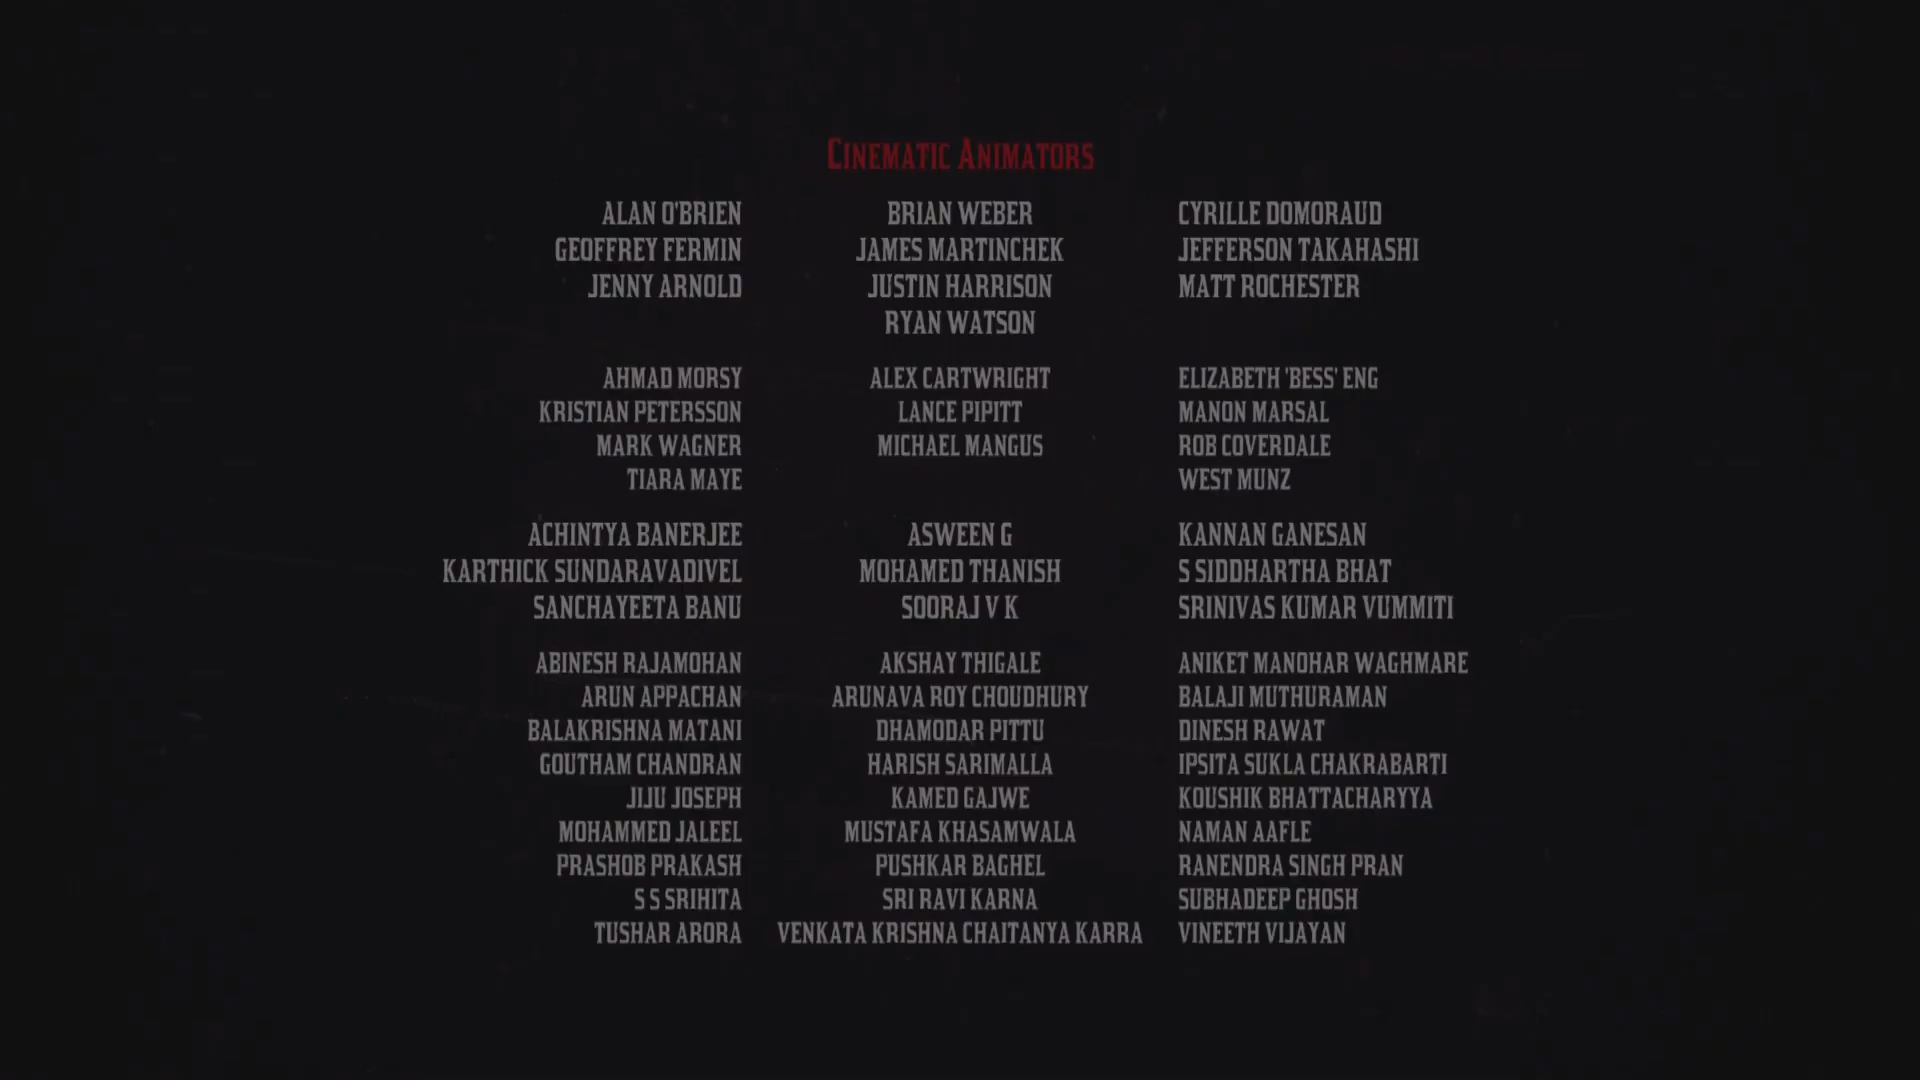 CINEMATIC ANIMATORS
ALAN O'BRIEN BRIAN WEBER CYRILLE DOMORAUD
GEOFFREY FERMIN JAMES MARTINCHEK JEFFERSON TAKAHASHI
JENNY ARNOLD JUSTIN HARRISON MATT ROCHESTER
RYAN WATSON
AHMAD MORSY ALEX CARTWRIGHT ELIZABETH 'BESS' ENG
KRISTIAN PETERSSON LANCE PIPITT MANON MARSAL
MARK WAGNER MICHAEL MANGUS ROB COVERDALE
TIARA MAYE WEST MUNZ
ACHINTYA BANERJEE ASWEEN G KANNAN GANESAN
KARTHICK SUNDARAVADIVEL MOHAMED THANISH S SIDDHARTHA BHAT
SANCHAYEETA BANU SOORAJ V K SRINIVAS KUMAR VUMMITI
ABINESH RAJAMOHAN AKSHAY THIGALE ANIKET MANOHAR WAGHMARE
ARUN APPACHAN ARUNAVA ROY CHOUDHURY BALAJI MUTHURAMAN
BALAKRISHNA MATANI DHAMODAR PITTU DINESH RAWAT
GOUTHAM CHANDRAN HARISH SARIMALLA IPSITA SUKLA CHAKRABARTI
JIJU JOSEPH KAMED GAJWE KOUSHIK BHATTACHARYYA
MOHAMMED JALEEL MUSTAFA KHASAMWALA NAMAN AAFLE
PRASHOB PRAKASH PUSHKAR BAGHEL RANENDRA SINGH PRAN
S S SRIHITA SRI RAVI KARNA SUBHADEEP GHOSH
TUSHAR ARORA VENKATA KRISHNA CHAITANYA KARRA VINEETH VIJAYAN